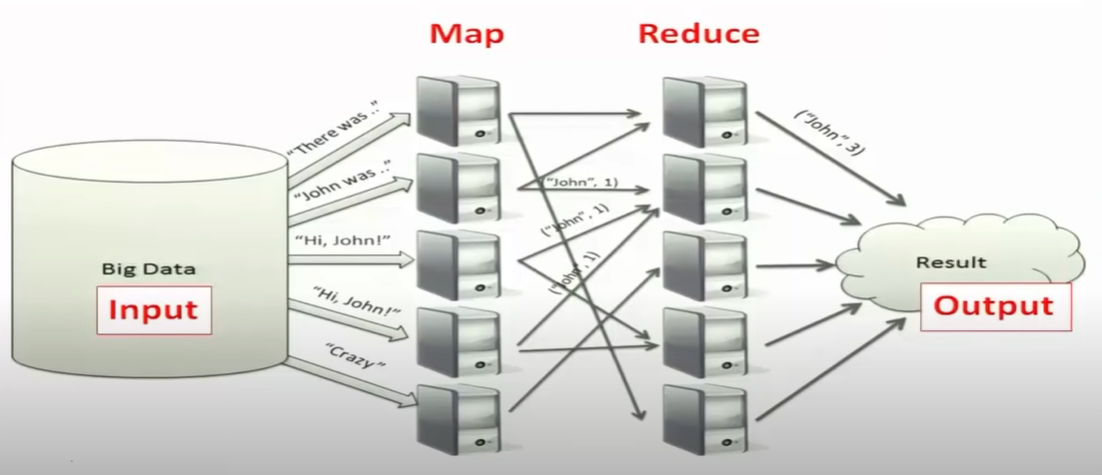 Map
Reduce
"There was .."
"John was .."
"Hi, John!"
"Hi, John!"
"Crazy"
Big Data
Input
("John", 1)
("John", 1)
("John", 1)
("John", 3)
Result
Output